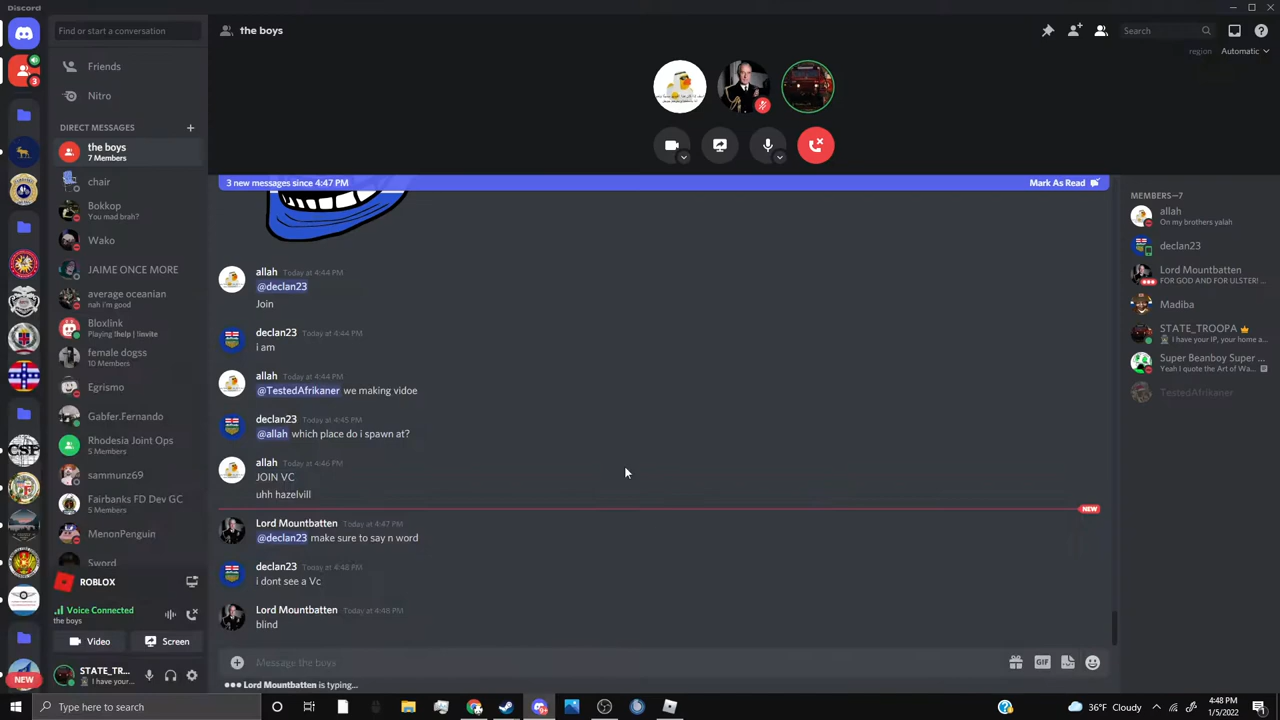 Discord
Find or start a conversation
the boys
Search
region
Automatic
Friends
Nitro
DIRECT MESSAGES
the boys
7 Members
chair
Bokkop
You mad brah?
Wako
JAIME ONCE MORE
average oceanian
nah i'm good
Bloxlink
Playing !help | !invite
female dogss
10 Members
Egrismo
Gabfer.Fernando
Rhodesia Joint Ops
5 Members
sammunz69
Fairbanks FD Dev GC
5 Members
MenonPenguin
Sword
ROBLOX
Voice Connected
the boys
Video
Screen
STATE_TR...
I have your...
3
NEW
3 new messages since 4:47 PM
Mark As Read
allah Today at 4:44 PM
@declan23
Join
declan23 Today at 4:44 PM
i am
allah Today at 4:44 PM
@TestedAfrikaner we making vidoe
declan23 Today at 4:45 PM
@allah which place do i spawn at?
allah Today at 4:46 PM
JOIN VC
uhh hazelvill
NEW
Lord Mountbatten Today at 4:47 PM
@declan23 make sure to say n word
declan23 Today at 4:48 PM
i dont see a Vc
Lord Mountbatten Today at 4:48 PM
blind
Message the boys
GIF
Lord Mountbatten is typing...
MEMBERS—7
allah
On my brothers yalah
declan23
Lord Mountbatten
FOR GOD AND FOR ULSTER! ...
Madiba
STATE_TROOPA
I have your IP, your home a...
Super Beanboy Super ...
Yeah I quote the Art of Wa...
TestedAfrikaner
Type here to search
9+
36°F Cloudy
4:48 PM
1/5/2022